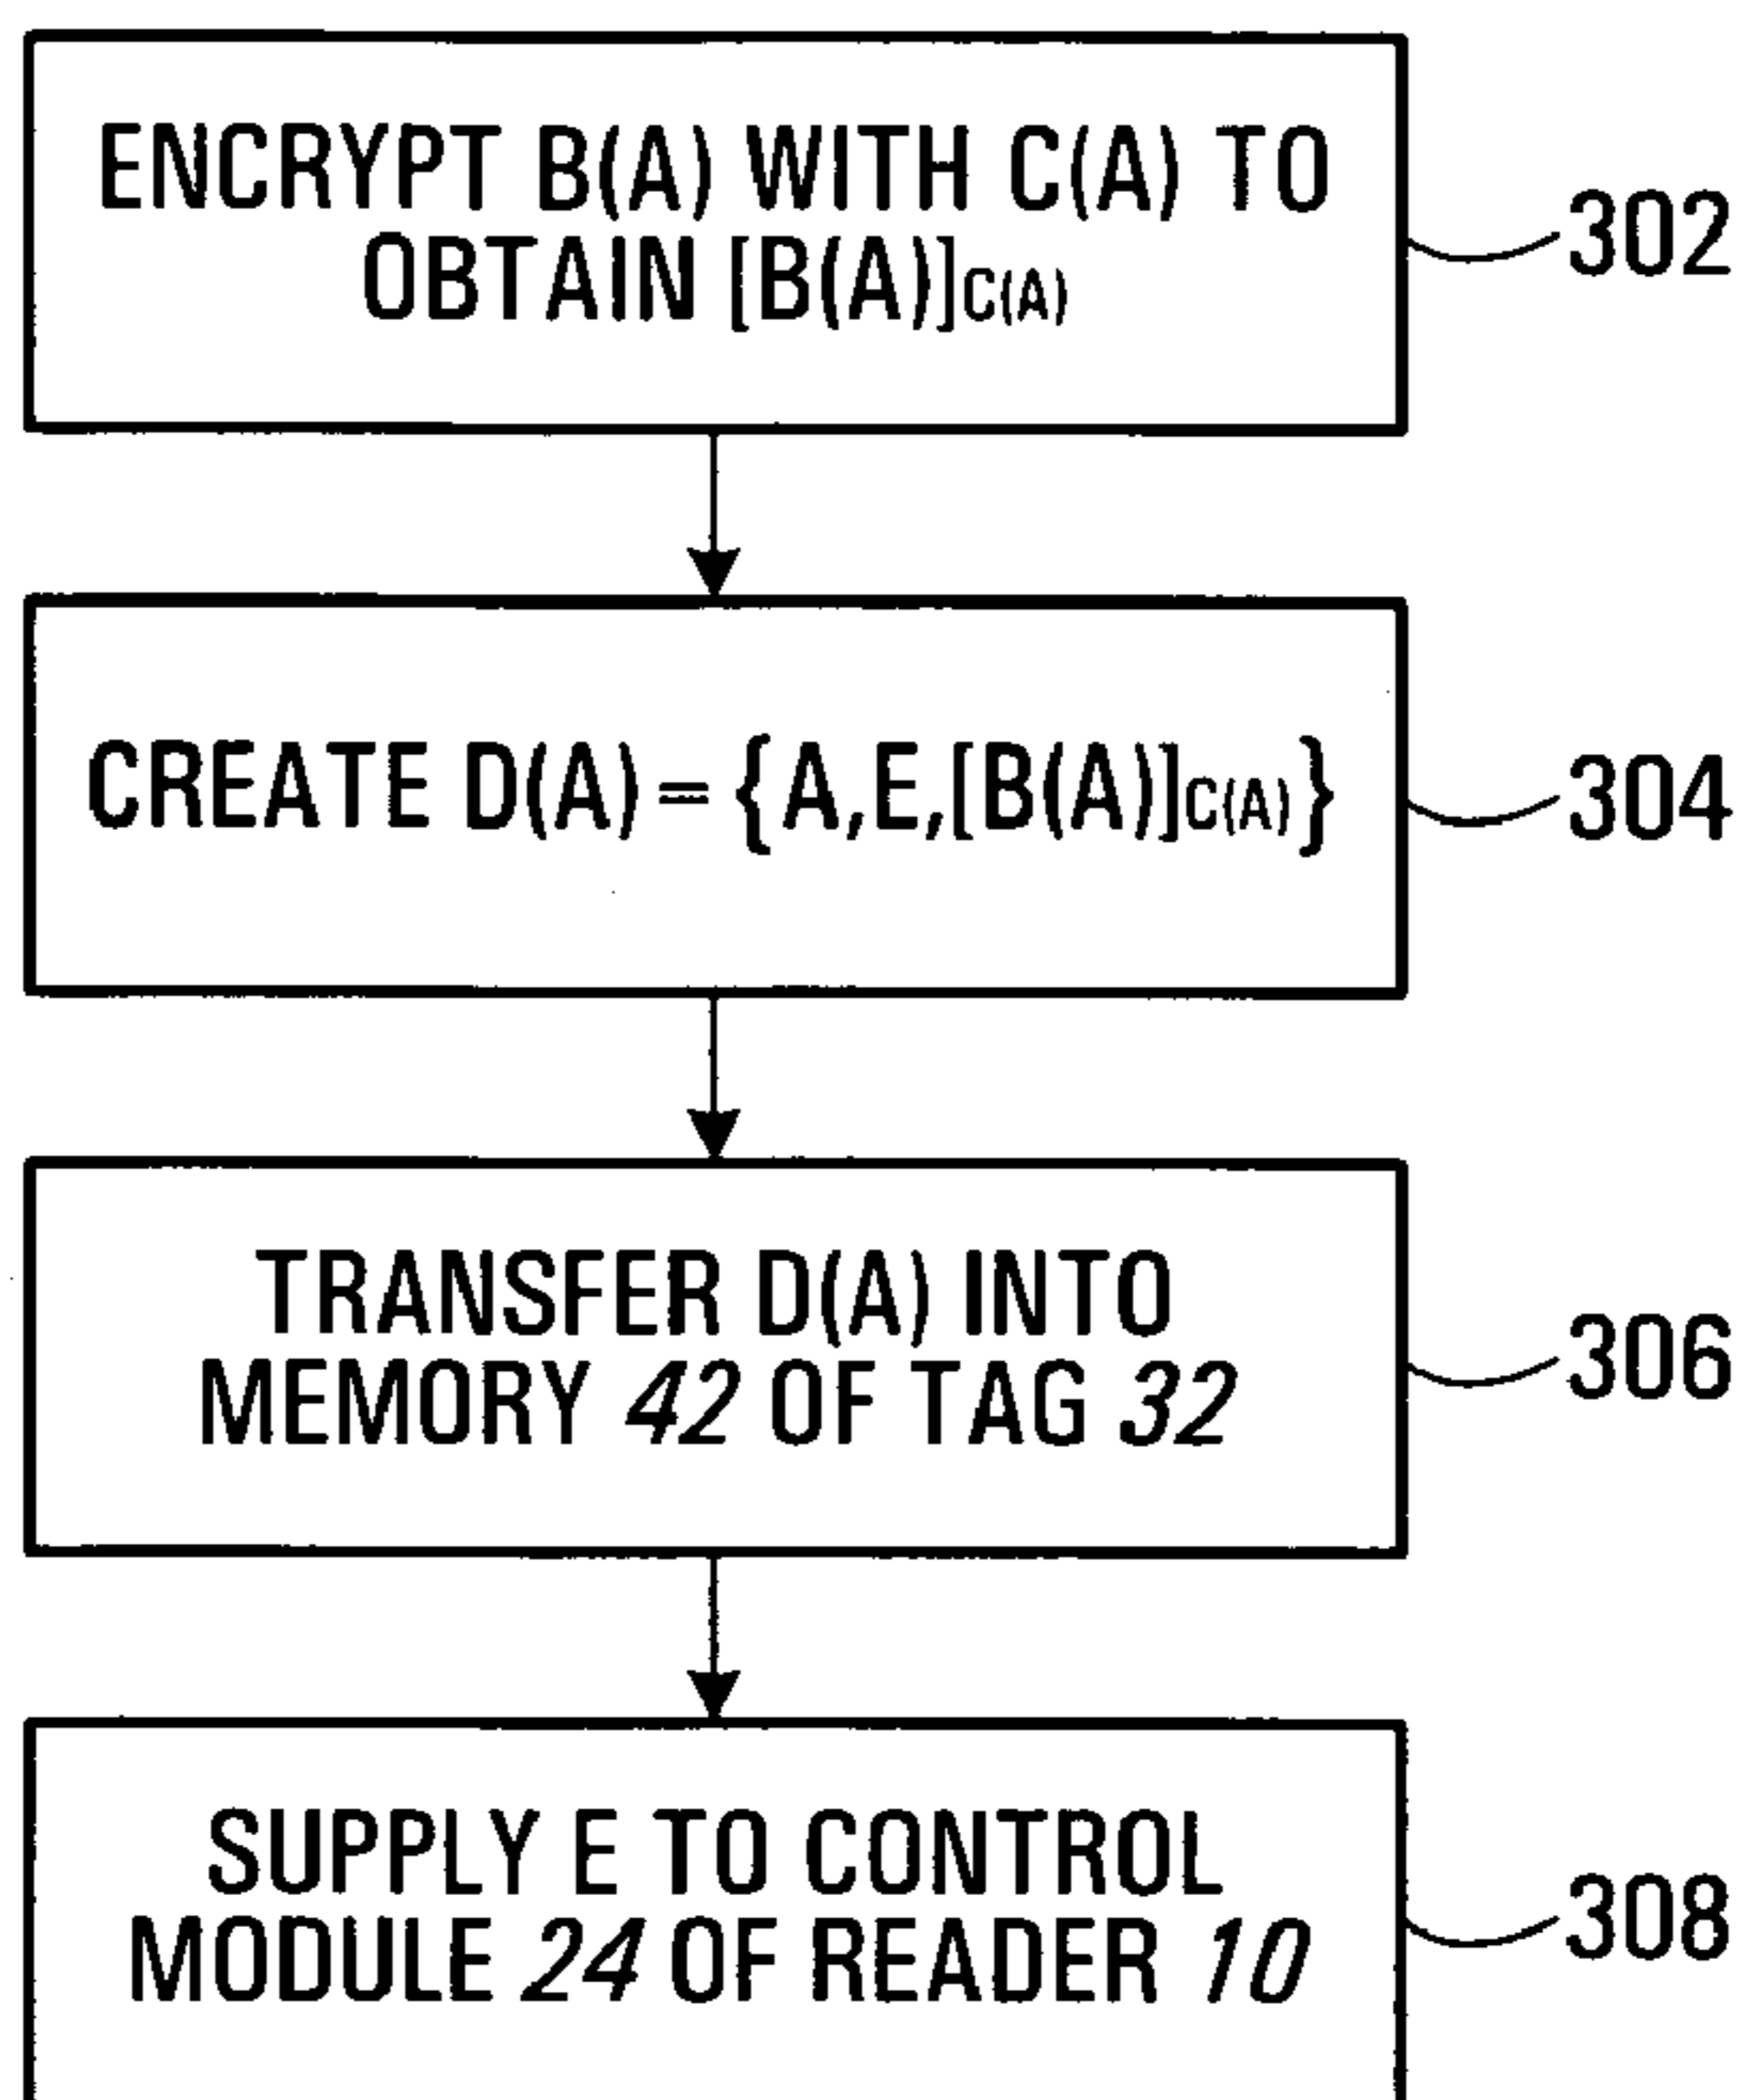 ENCRYPT B(A) WITH C(A) TO
OBTAIN [B(A)]C(A)
302
CREATE D(A) = {A,E,[B(A)]C(A)}
304
TRANSFER D(A) INTO
MEMORY 42 OF TAG 32
306
SUPPLY E TO CONTROL
MODULE 24 OF READER 10
308